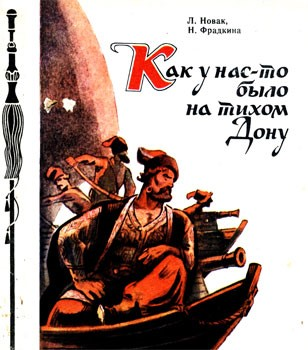 Л. Новак,
Н. Фрадкина
Как у нас-то
было
на тихом
Дону